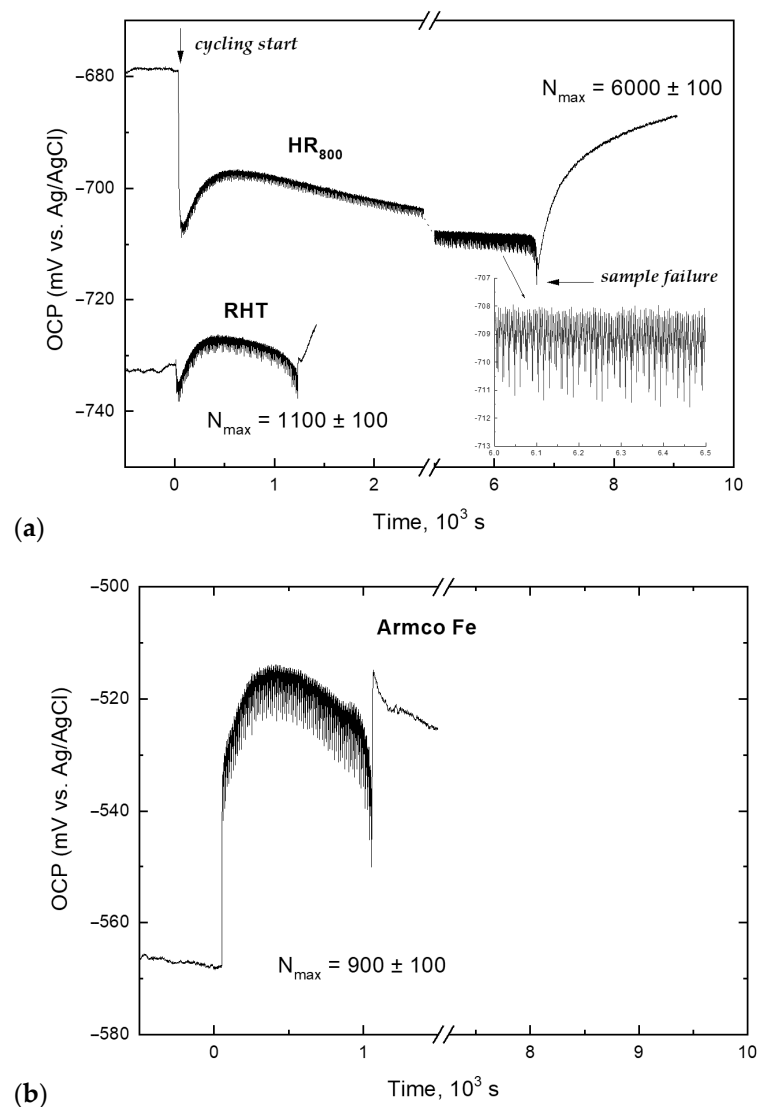 cycling start
N_max = 6000 ± 100
HR_800
sample failure
RHT
N_max = 1100 ± 100
OCP (mV vs. Ag/AgCl)
−680
−700
−720
−740
0
1
2
6
7
8
9
10
Time, 10^3 s
-707
-708
-709
-710
-711
-712
-713
6.0
6.1
6.2
6.3
6.4
6.5
(a)
Armco Fe
N_max = 900 ± 100
OCP (mV vs. Ag/AgCl)
−500
−520
−540
−560
−580
0
1
8
9
10
Time, 10^3 s
(b)